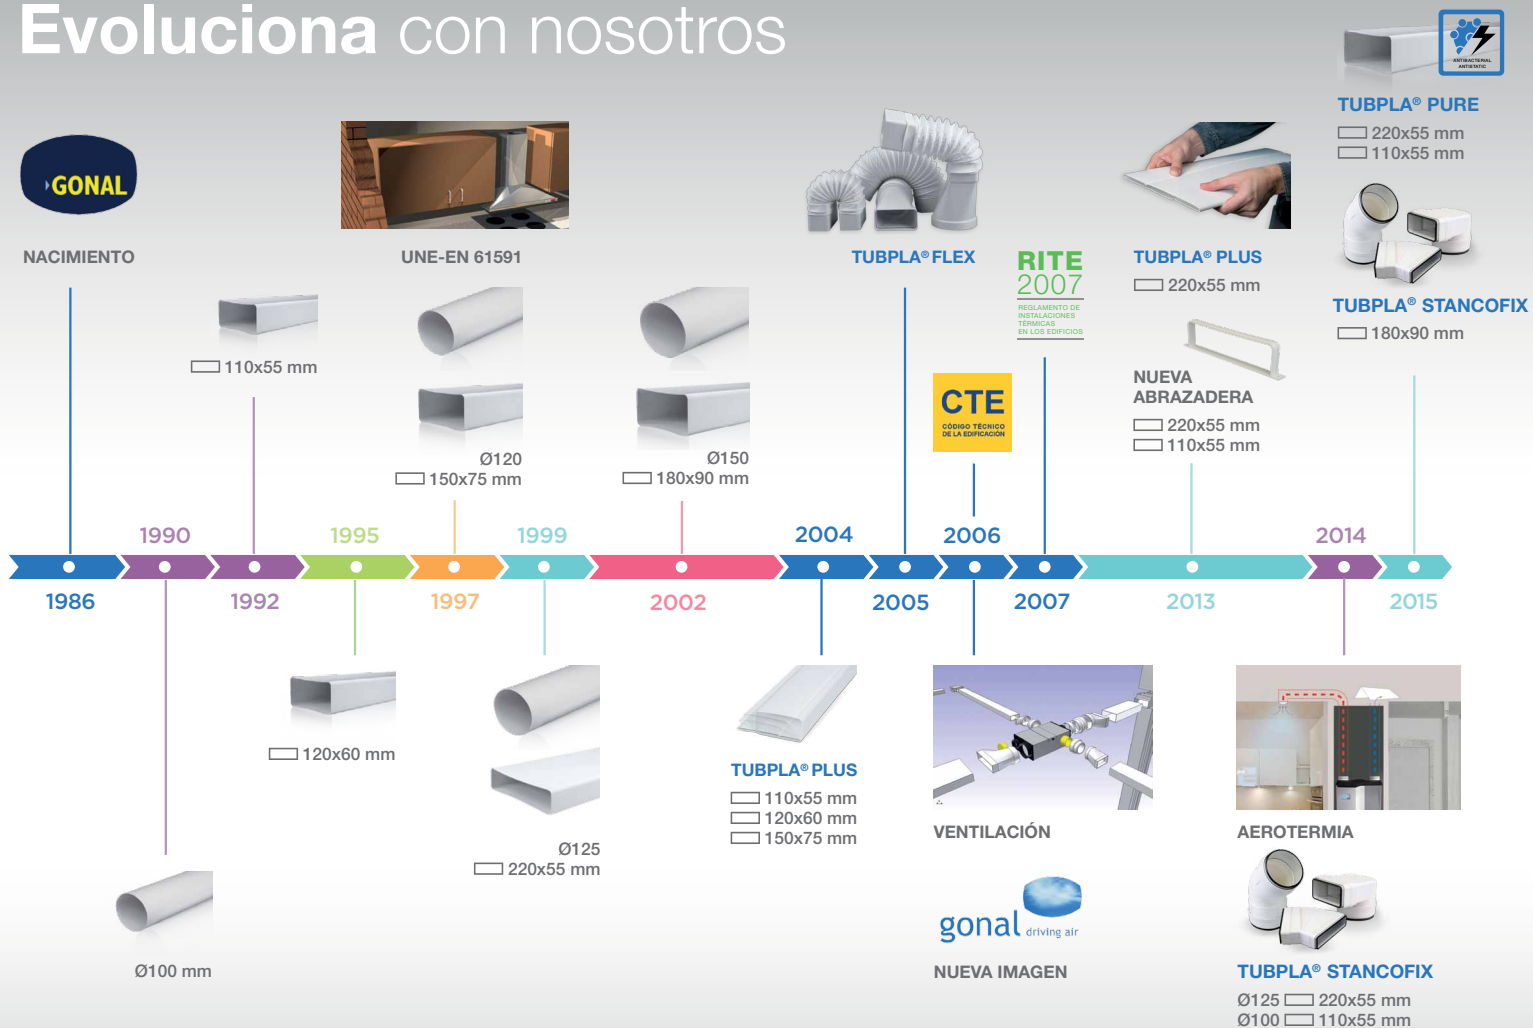 Evoluciona con nosotros
ANTIBACTERIAL
ANTISTATIC
TUBPLA® PURE
220x55 mm
110x55 mm
GONAL
NACIMIENTO
UNE-EN 61591
TUBPLA® FLEX
RITE
2007
REGLAMENTO DE
INSTALACIONES
TÉRMICAS
EN LOS EDIFICIOS
TUBPLA® PLUS
220x55 mm
TUBPLA® STANCOFIX
180x90 mm
110x55 mm
NUEVA
ABRAZADERA
220x55 mm
110x55 mm
CTE
CÓDIGO TÉCNICO
DE LA EDIFICACIÓN
Ø120
150x75 mm
Ø150
180x90 mm
1990
1995
1999
2004
2006
2014
1986
1992
1997
2002
2005
2007
2013
2015
120x60 mm
Ø125
220x55 mm
TUBPLA® PLUS
110x55 mm
120x60 mm
150x75 mm
VENTILACIÓN
AEROTERMIA
gonal driving air
NUEVA IMAGEN
Ø100 mm
TUBPLA® STANCOFIX
Ø125 220x55 mm
Ø100 110x55 mm